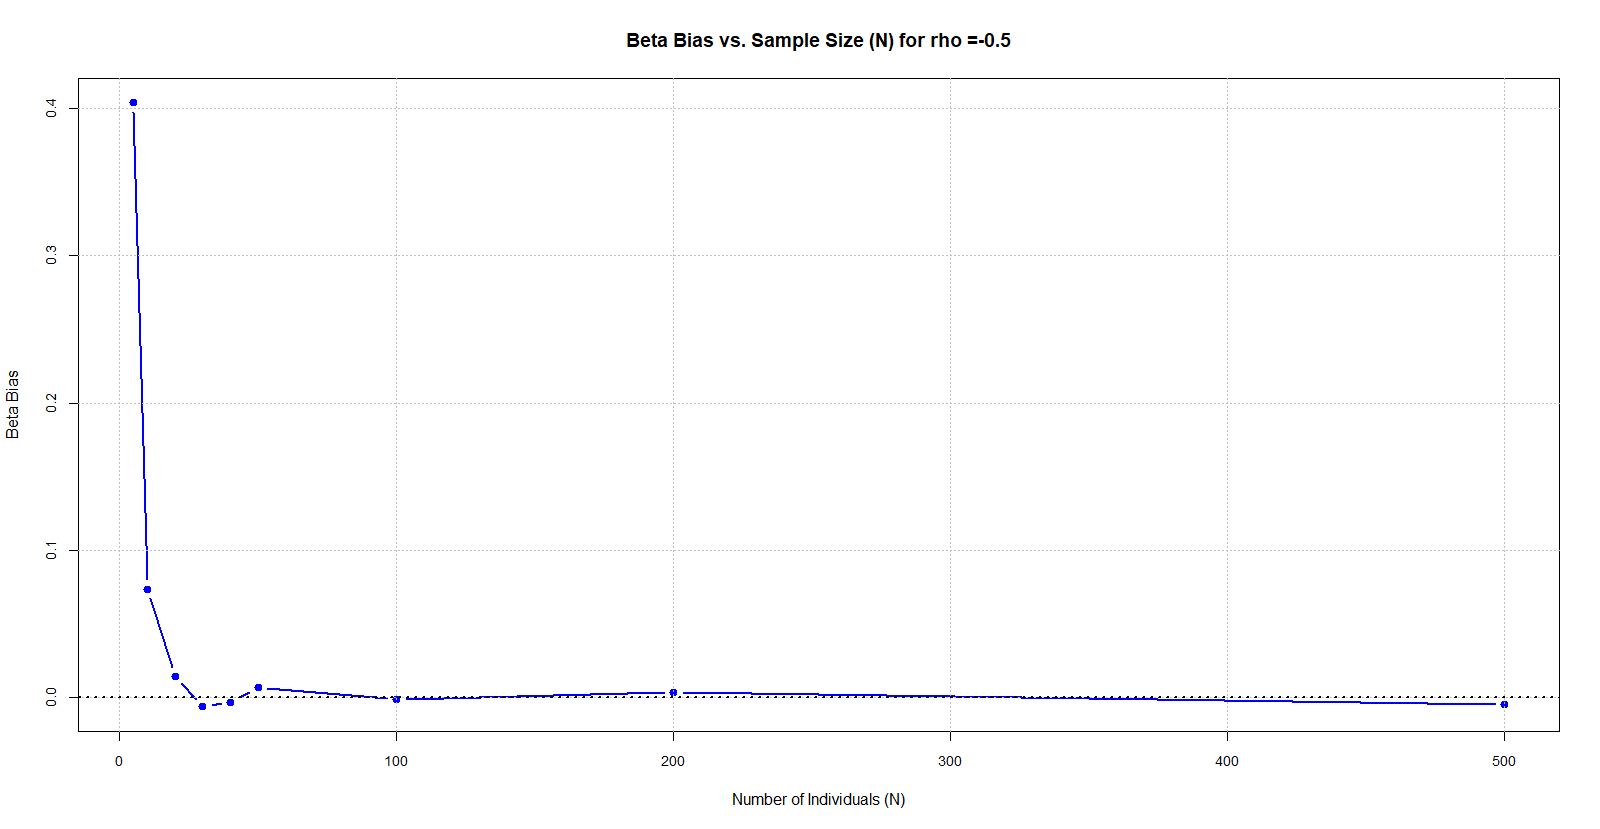 Beta Bias vs. Sample Size (N) for rho =-0.5
Beta Bias
0.4
0.3
0.2
0.1
0.0
0 100 200 300 400 500
Number of Individuals (N)